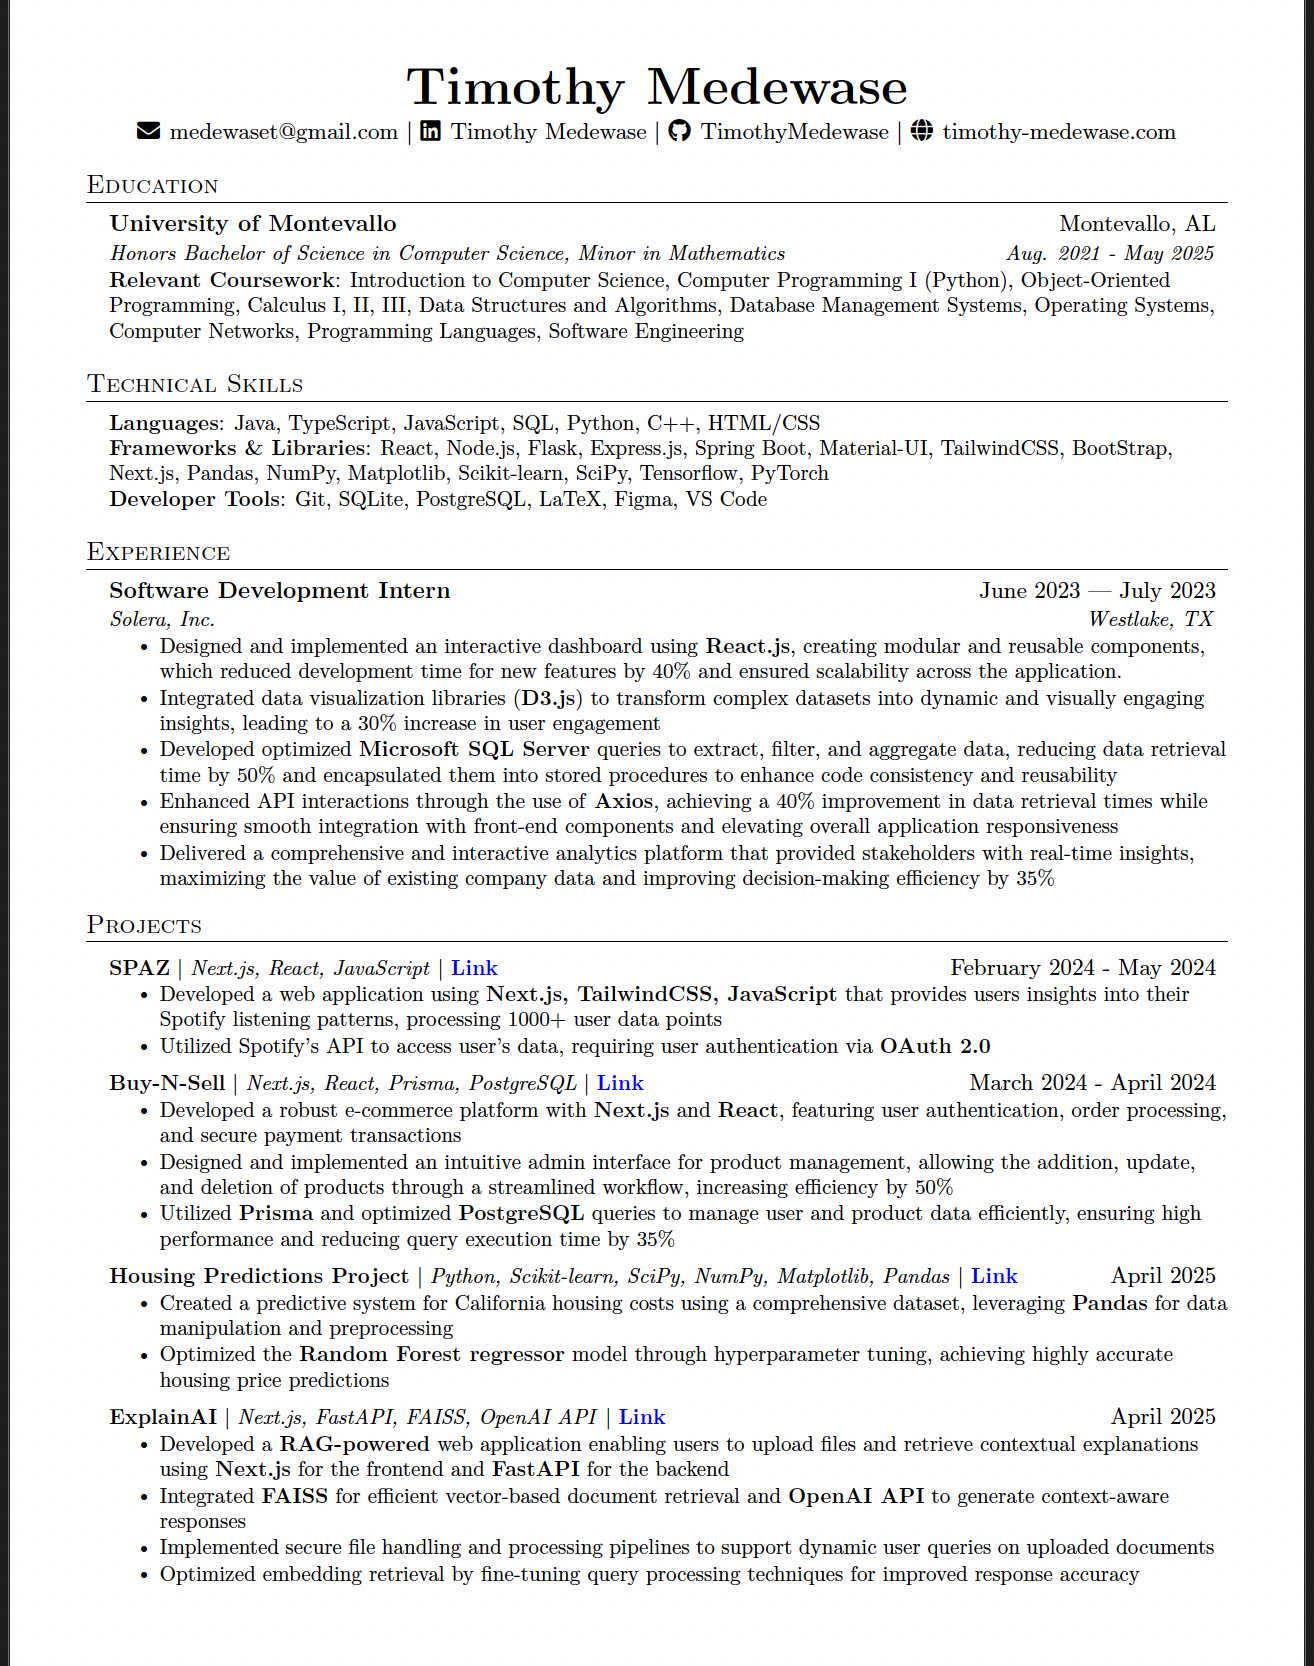 Timothy Medewase
medewaset@gmail.com | Timothy Medewase | TimothyMedewase | timothy-medewase.com
Education
University of Montevallo Montevallo, AL
Honors Bachelor of Science in Computer Science, Minor in Mathematics Aug. 2021 - May 2025
Relevant Coursework: Introduction to Computer Science, Computer Programming I (Python), Object-Oriented
Programming, Calculus I, II, III, Data Structures and Algorithms, Database Management Systems, Operating Systems,
Computer Networks, Programming Languages, Software Engineering
Technical Skills
Languages: Java, TypeScript, JavaScript, SQL, Python, C++, HTML/CSS
Frameworks & Libraries: React, Node.js, Flask, Express.js, Spring Boot, Material-UI, TailwindCSS, BootStrap,
Next.js, Pandas, NumPy, Matplotlib, Scikit-learn, SciPy, Tensorflow, PyTorch
Developer Tools: Git, SQLite, PostgreSQL, LaTeX, Figma, VS Code
Experience
Software Development Intern June 2023 — July 2023
Solera, Inc. Westlake, TX
• Designed and implemented an interactive dashboard using React.js, creating modular and reusable components,
which reduced development time for new features by 40% and ensured scalability across the application.
• Integrated data visualization libraries (D3.js) to transform complex datasets into dynamic and visually engaging
insights, leading to a 30% increase in user engagement
• Developed optimized Microsoft SQL Server queries to extract, filter, and aggregate data, reducing data retrieval
time by 50% and encapsulated them into stored procedures to enhance code consistency and reusability
• Enhanced API interactions through the use of Axios, achieving a 40% improvement in data retrieval times while
ensuring smooth integration with front-end components and elevating overall application responsiveness
• Delivered a comprehensive and interactive analytics platform that provided stakeholders with real-time insights,
maximizing the value of existing company data and improving decision-making efficiency by 35%
Projects
SPAZ | Next.js, React, JavaScript | Link February 2024 - May 2024
• Developed a web application using Next.js, TailwindCSS, JavaScript that provides users insights into their
Spotify listening patterns, processing 1000+ user data points
• Utilized Spotify's API to access user's data, requiring user authentication via OAuth 2.0
Buy-N-Sell | Next.js, React, Prisma, PostgreSQL | Link March 2024 - April 2024
• Developed a robust e-commerce platform with Next.js and React, featuring user authentication, order processing,
and secure payment transactions
• Designed and implemented an intuitive admin interface for product management, allowing the addition, update,
and deletion of products through a streamlined workflow, increasing efficiency by 50%
• Utilized Prisma and optimized PostgreSQL queries to manage user and product data efficiently, ensuring high
performance and reducing query execution time by 35%
Housing Predictions Project | Python, Scikit-learn, SciPy, NumPy, Matplotlib, Pandas | Link April 2025
• Created a predictive system for California housing costs using a comprehensive dataset, leveraging Pandas for data
manipulation and preprocessing
• Optimized the Random Forest regressor model through hyperparameter tuning, achieving highly accurate
housing price predictions
ExplainAI | Next.js, FastAPI, FAISS, OpenAI API | Link April 2025
• Developed a RAG-powered web application enabling users to upload files and retrieve contextual explanations
using Next.js for the frontend and FastAPI for the backend
• Integrated FAISS for efficient vector-based document retrieval and OpenAI API to generate context-aware
responses
• Implemented secure file handling and processing pipelines to support dynamic user queries on uploaded documents
• Optimized embedding retrieval by fine-tuning query processing techniques for improved response accuracy